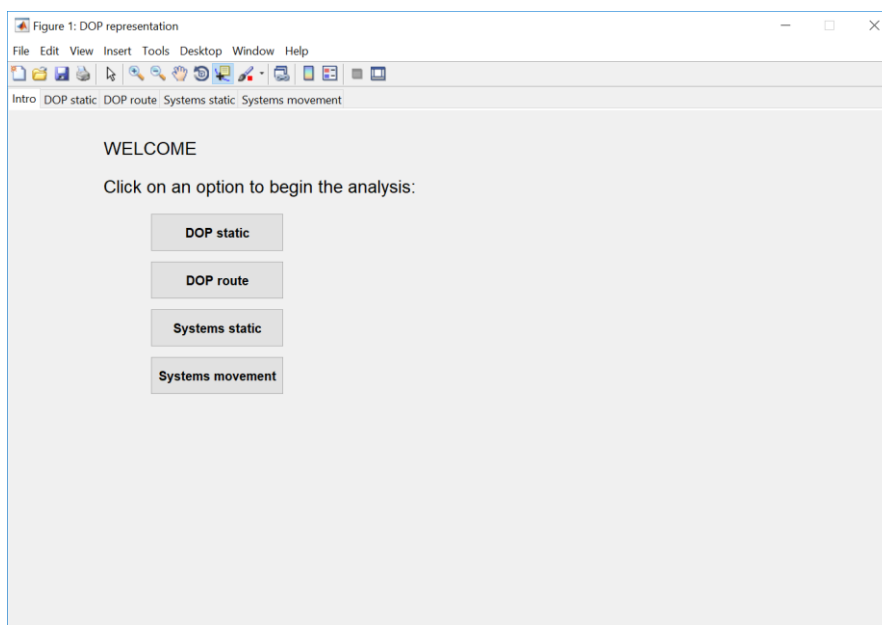 Figure 1: DOP representation
File Edit View Insert Tools Desktop Window Help
Intro DOP static DOP route Systems static Systems movement
WELCOME
Click on an option to begin the analysis:
DOP static
DOP route
Systems static
Systems movement